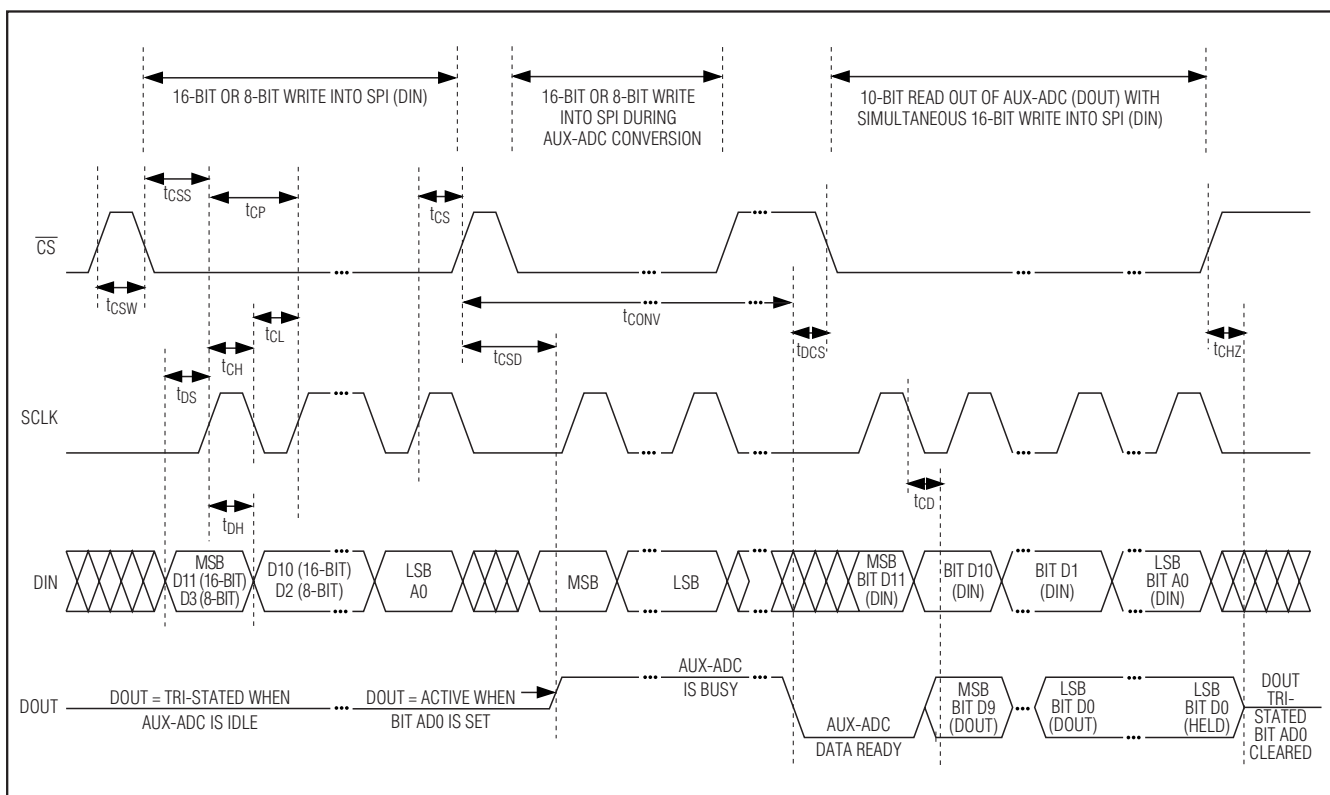 16-BIT OR 8-BIT WRITE INTO SPI (DIN)
16-BIT OR 8-BIT WRITE
INTO SPI DURING
AUX-ADC CONVERSION
10-BIT READ OUT OF AUX-ADC (DOUT) WITH
SIMULTANEOUS 16-BIT WRITE INTO SPI (DIN)
tCSS
tCP
tCS
CS
tCSW
tCL
tCONV
tCH
tCSD
tDCS
tCHZ
tDS
SCLK
tCD
tDH
DIN
MSB
D11 (16-BIT)
D3 (8-BIT)
D10 (16-BIT)
D2 (8-BIT)
LSB
A0
MSB
LSB
MSB
BIT D11
(DIN)
BIT D10
(DIN)
BIT D1
(DIN)
LSB
BIT A0
(DIN)
DOUT
DOUT = TRI-STATED WHEN
AUX-ADC IS IDLE
DOUT = ACTIVE WHEN
BIT AD0 IS SET
AUX-ADC
IS BUSY
AUX-ADC
DATA READY
MSB
BIT D9
(DOUT)
LSB
BIT D0
(DOUT)
LSB
BIT D0
(HELD)
DOUT
TRI-
STATED
BIT AD0
CLEARED